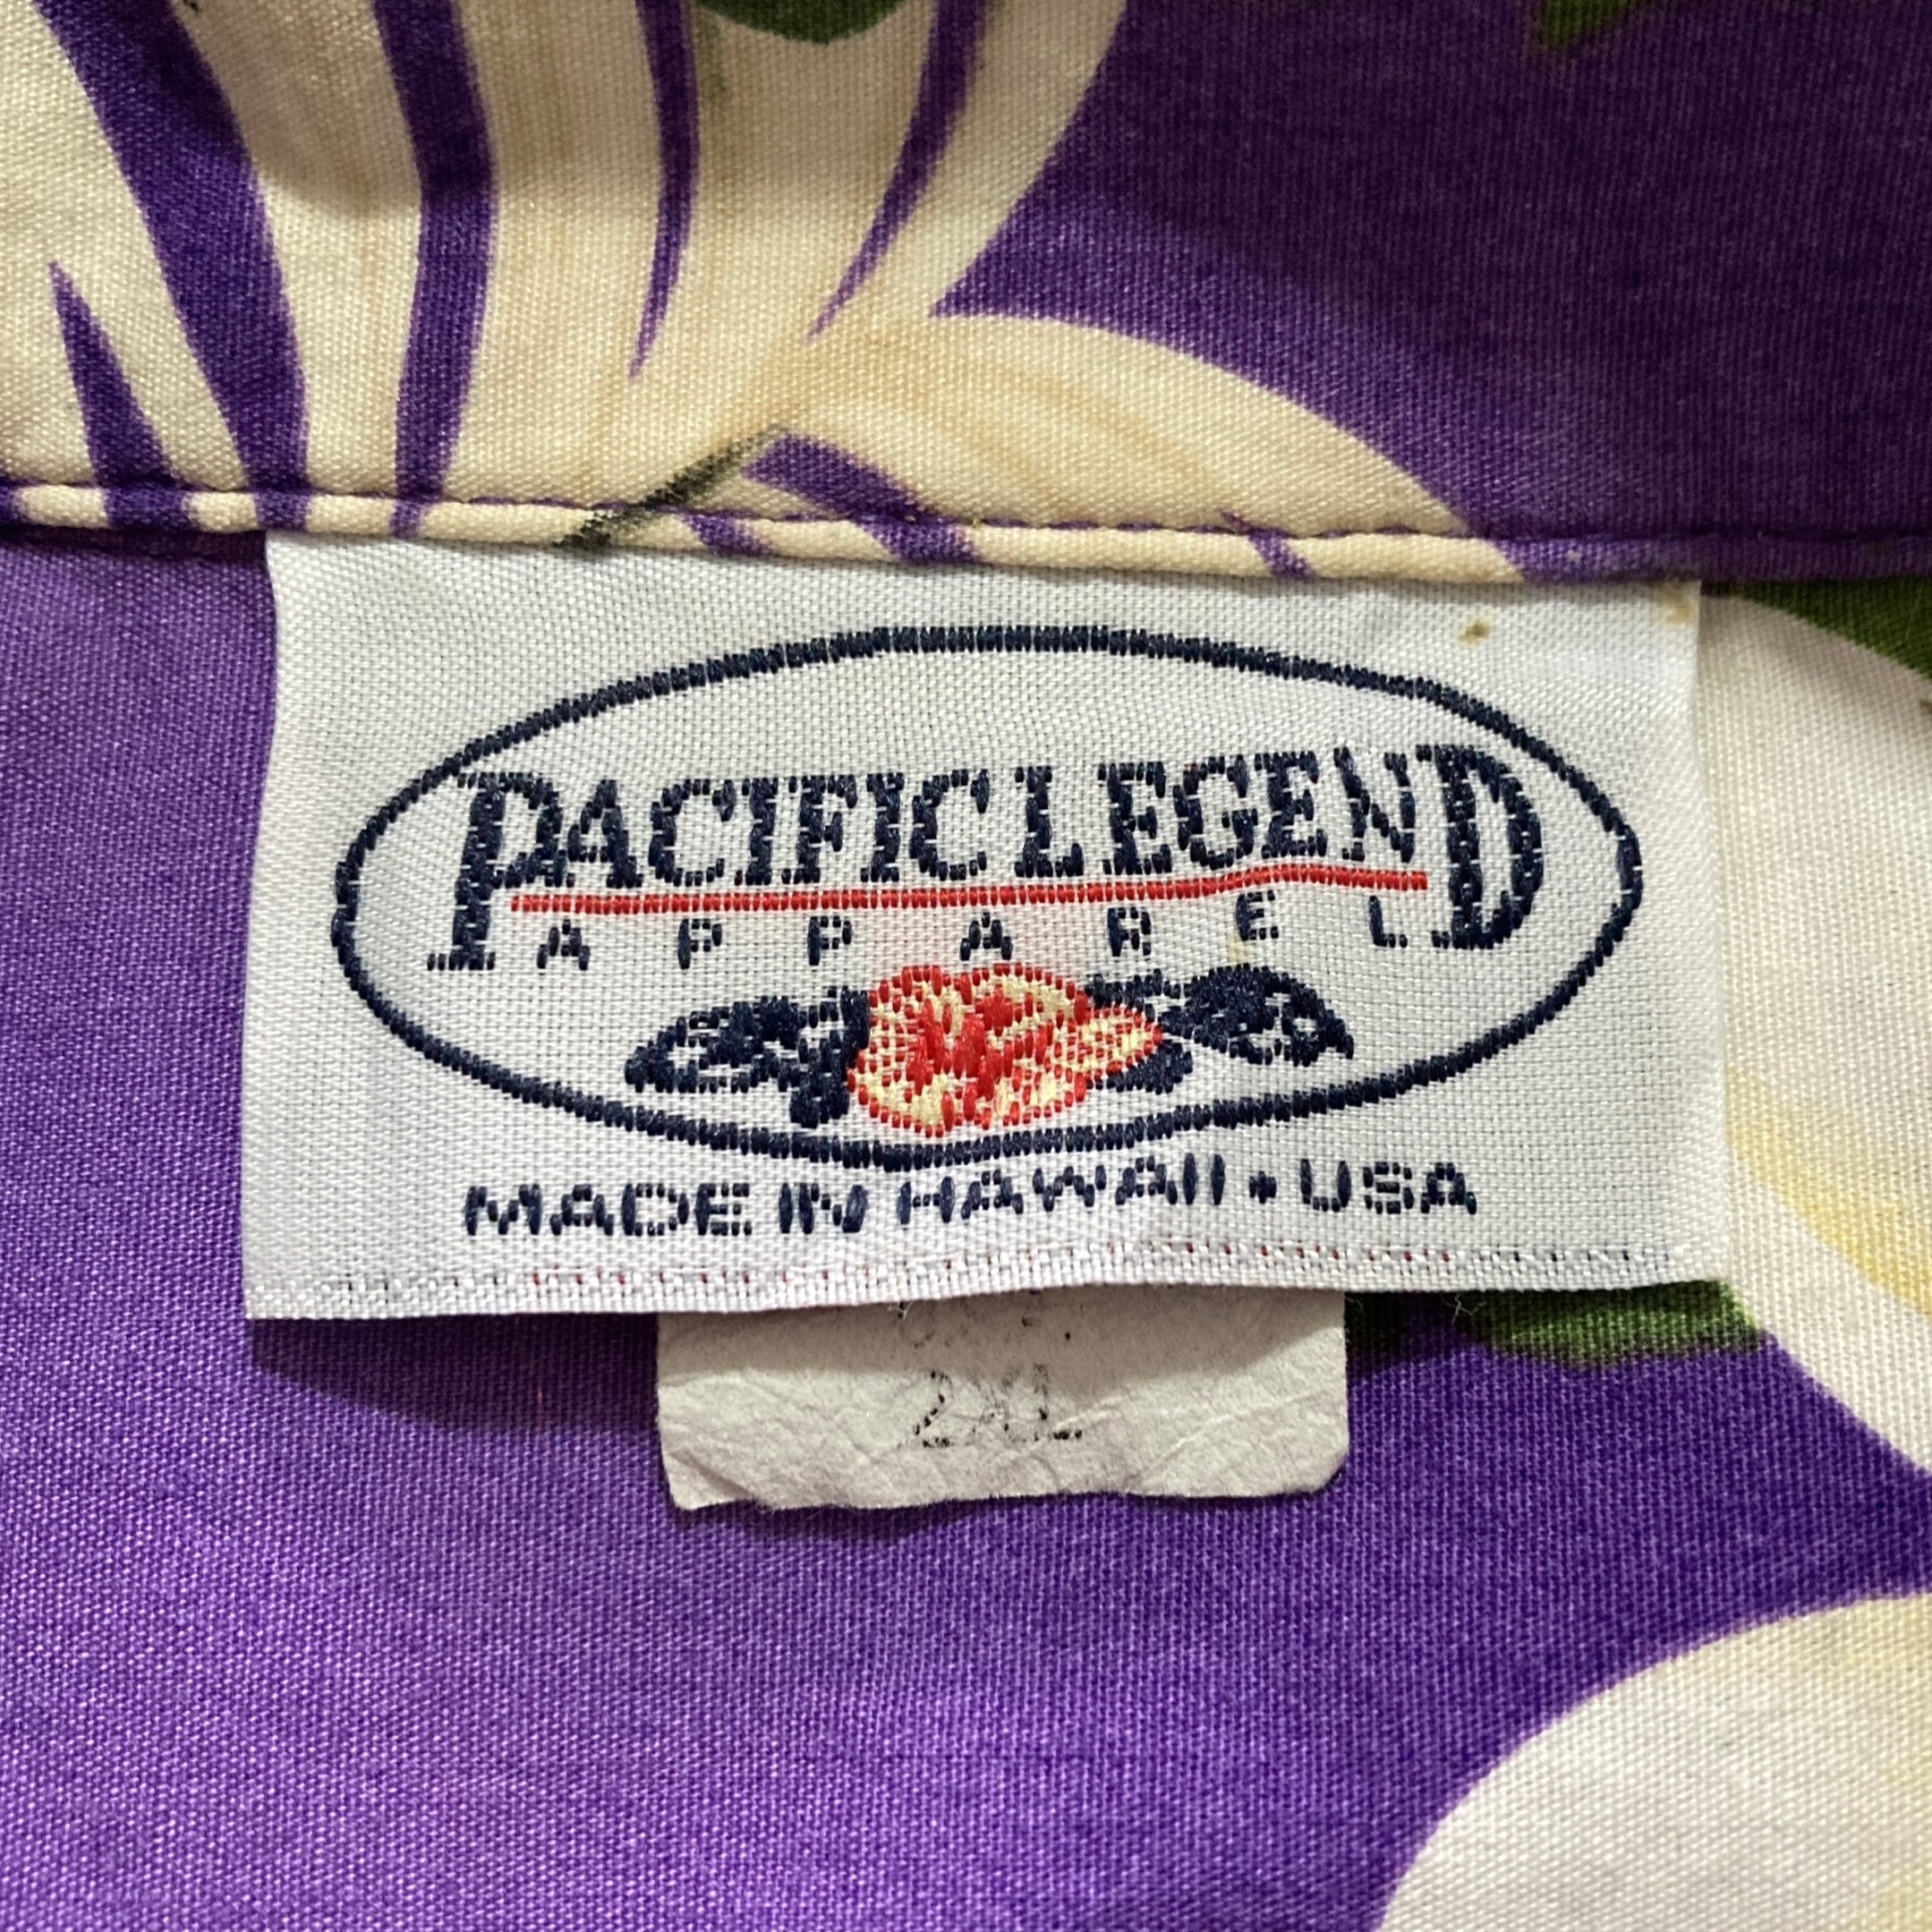 PACIFIC LEGEND
APPAREL
MADE IN HAWAII • USA
2XL